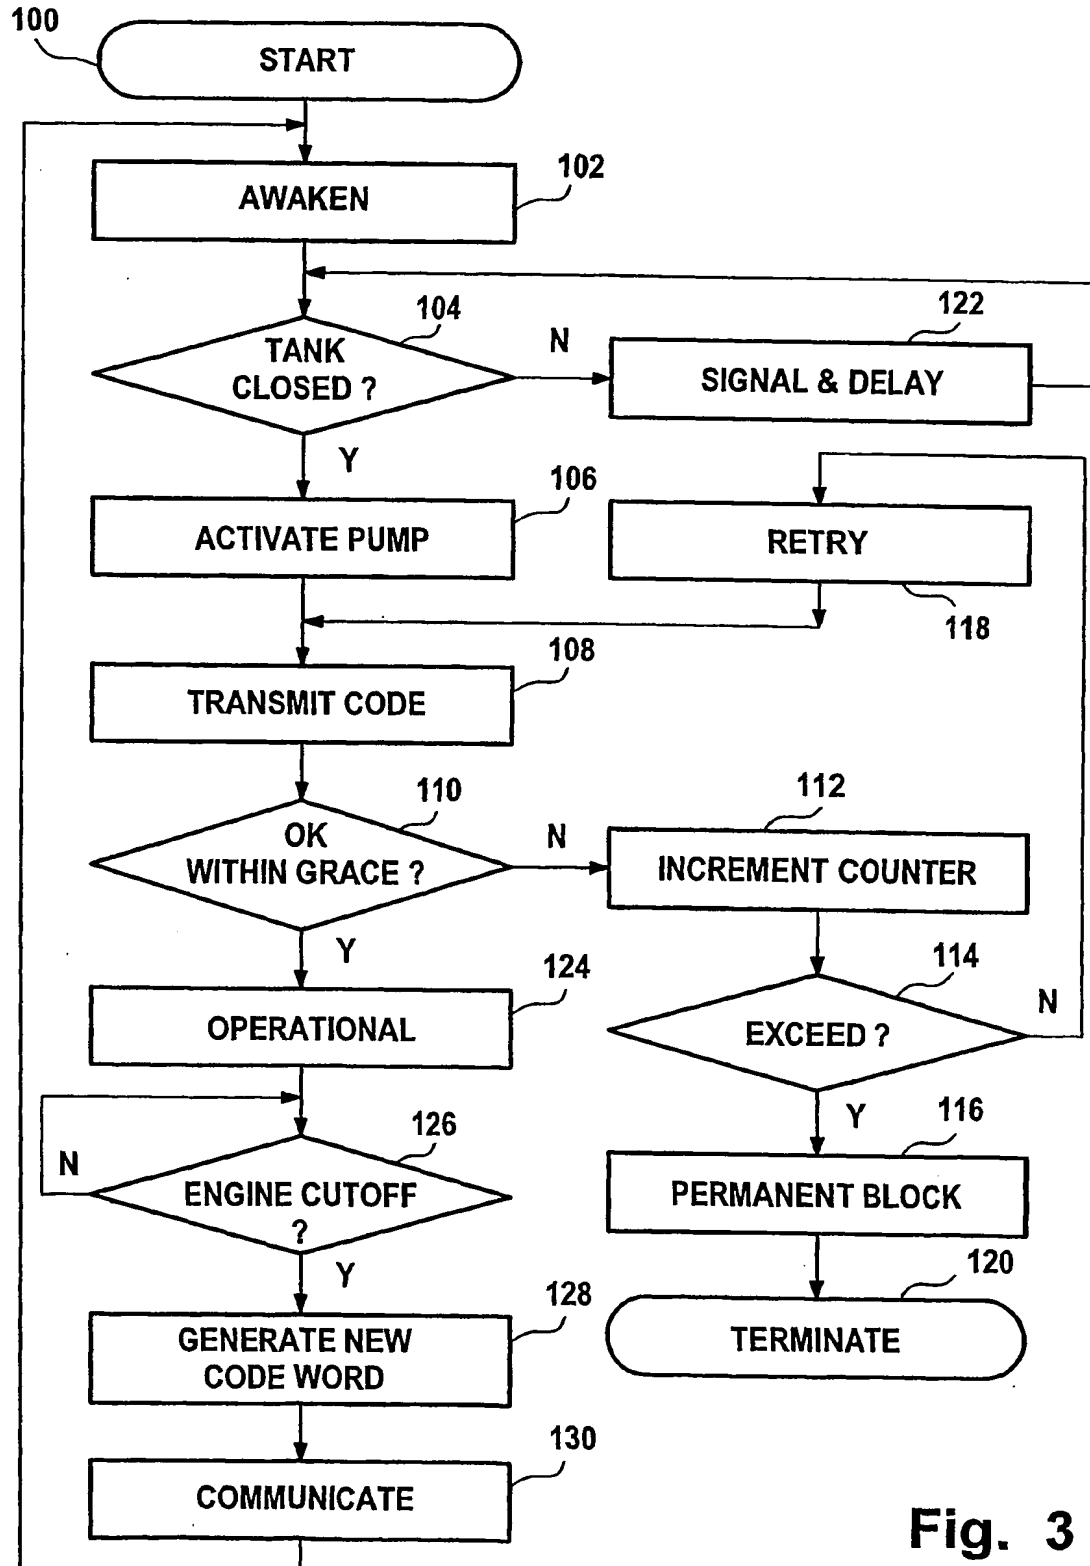 100
START
AWAKEN
102
104
TANK
CLOSED ?
N
122
SIGNAL & DELAY
Y
106
ACTIVATE PUMP
RETRY
118
108
TRANSMIT CODE
110
OK
WITHIN GRACE ?
N
112
INCREMENT COUNTER
Y
114
EXCEED ?
N
124
OPERATIONAL
Y
116
PERMANENT BLOCK
126
N
ENGINE CUTOFF
?
Y
120
TERMINATE
128
GENERATE NEW
CODE WORD
130
COMMUNICATE
Fig. 3